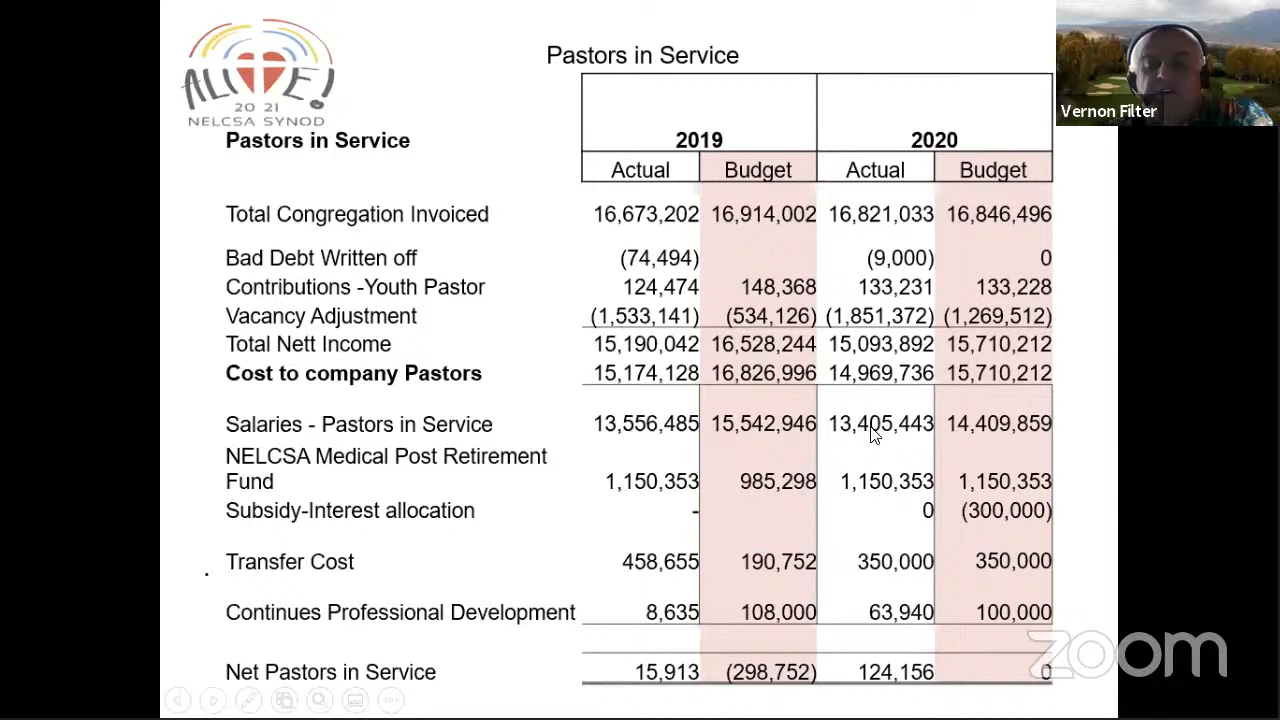 ALIVE!
20 21
NELCSA SYNOD
Pastors in Service
Vernon Filter
Pastors in Service 2019 2020
Actual Budget Actual Budget
Total Congregation Invoiced 16,673,202 16,914,002 16,821,033 16,846,496
Bad Debt Written off (74,494) (9,000) 0
Contributions -Youth Pastor 124,474 148,368 133,231 133,228
Vacancy Adjustment (1,533,141) (534,126) (1,851,372) (1,269,512)
Total Nett Income 15,190,042 16,528,244 15,093,892 15,710,212
Cost to company Pastors 15,174,128 16,826,996 14,969,736 15,710,212
Salaries - Pastors in Service 13,556,485 15,542,946 13,405,443 14,409,859
NELCSA Medical Post Retirement
Fund 1,150,353 985,298 1,150,353 1,150,353
Subsidy-Interest allocation - 0 (300,000)
Transfer Cost 458,655 190,752 350,000 350,000
.
Continues Professional Development 8,635 108,000 63,940 100,000
Net Pastors in Service 15,913 (298,752) 124,156 0
zoom